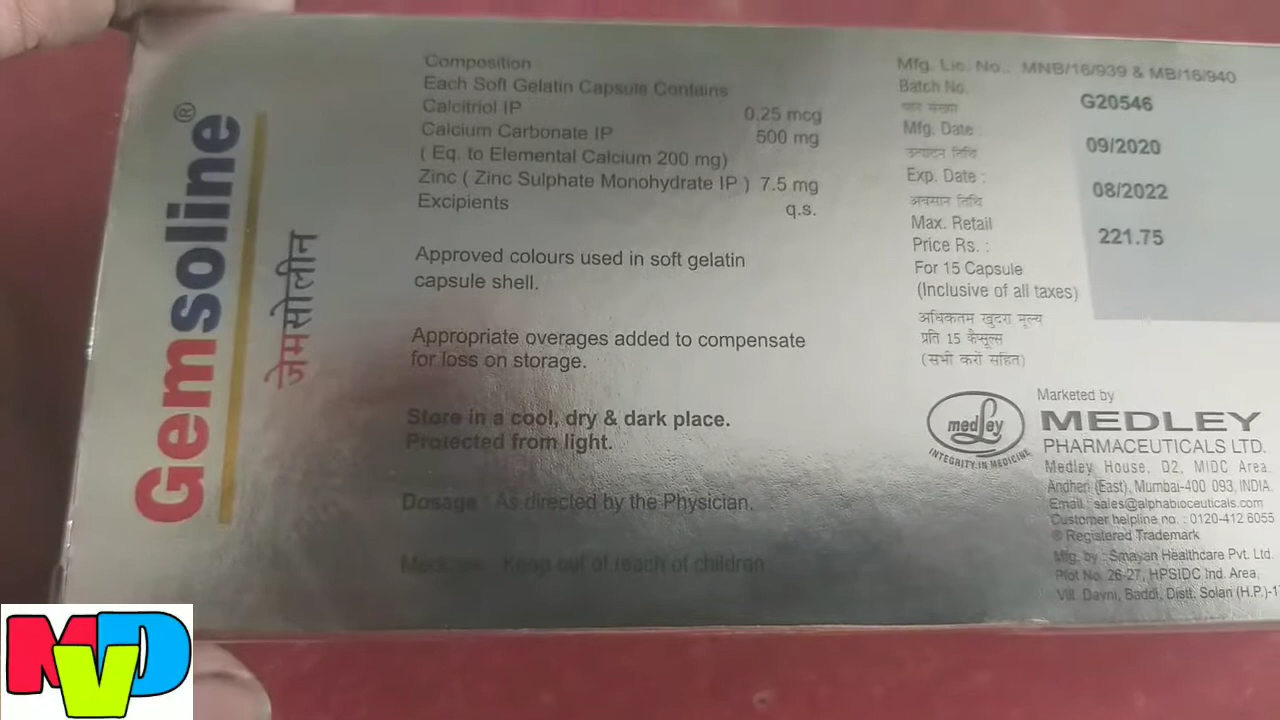 Gemsoline®
जेमसोलीन
Composition
Each Soft Gelatin Capsule Contains
Calcitriol IP 0.25 mcg
Calcium Carbonate IP 500 mg
( Eq. to Elemental Calcium 200 mg)
Zinc ( Zinc Sulphate Monohydrate IP ) 7.5 mg
Excipients q.s.
Approved colours used in soft gelatin
capsule shell.
Appropriate overages added to compensate
for loss on storage.
Store in a cool, dry & dark place.
Protected from light.
Dosage : As directed by the Physician.
Medicine : Keep out of reach of children
Mfg. Lic. No.: MNB/16/939 & MB/16/940
Batch No. G20546
बैच संख्या
Mfg. Date : 09/2020
उत्पादन तिथि
Exp. Date : 08/2022
अवसान तिथि
Max. Retail
Price Rs. : 221.75
For 15 Capsule
(Inclusive of all taxes)
अधिकतम खुदरा मूल्य
प्रति 15 कैप्सूल्स
(सभी करों सहित)
medley
INTEGRITY IN MEDICINE
Marketed by
MEDLEY
PHARMACEUTICALS LTD.
Medley House, D2, MIDC Area,
Andheri (East), Mumbai-400 093, INDIA.
Email : sales@alphabioceuticals.com
Customer helpline no. : 0120-412 6055
® Registered Trademark
Mfg. by : Smayan Healthcare Pvt. Ltd.
Plot No. 26-27, HPSIDC Ind. Area,
Vill. Davni, Baddi, Distt. Solan (H.P.)-1
MVD